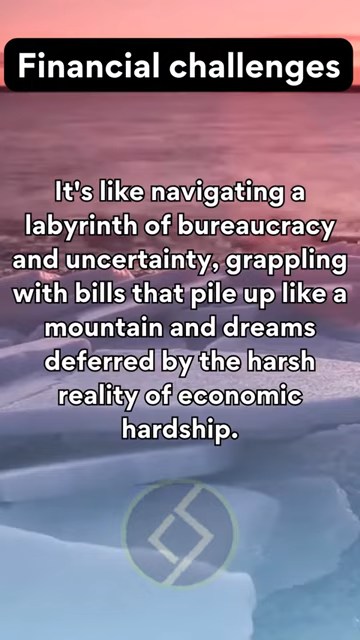 Financial challenges
It's like navigating a
labyrinth of bureaucracy
and uncertainty, grappling
with bills that pile up like a
mountain and dreams
deferred by the harsh
reality of economic
hardship.